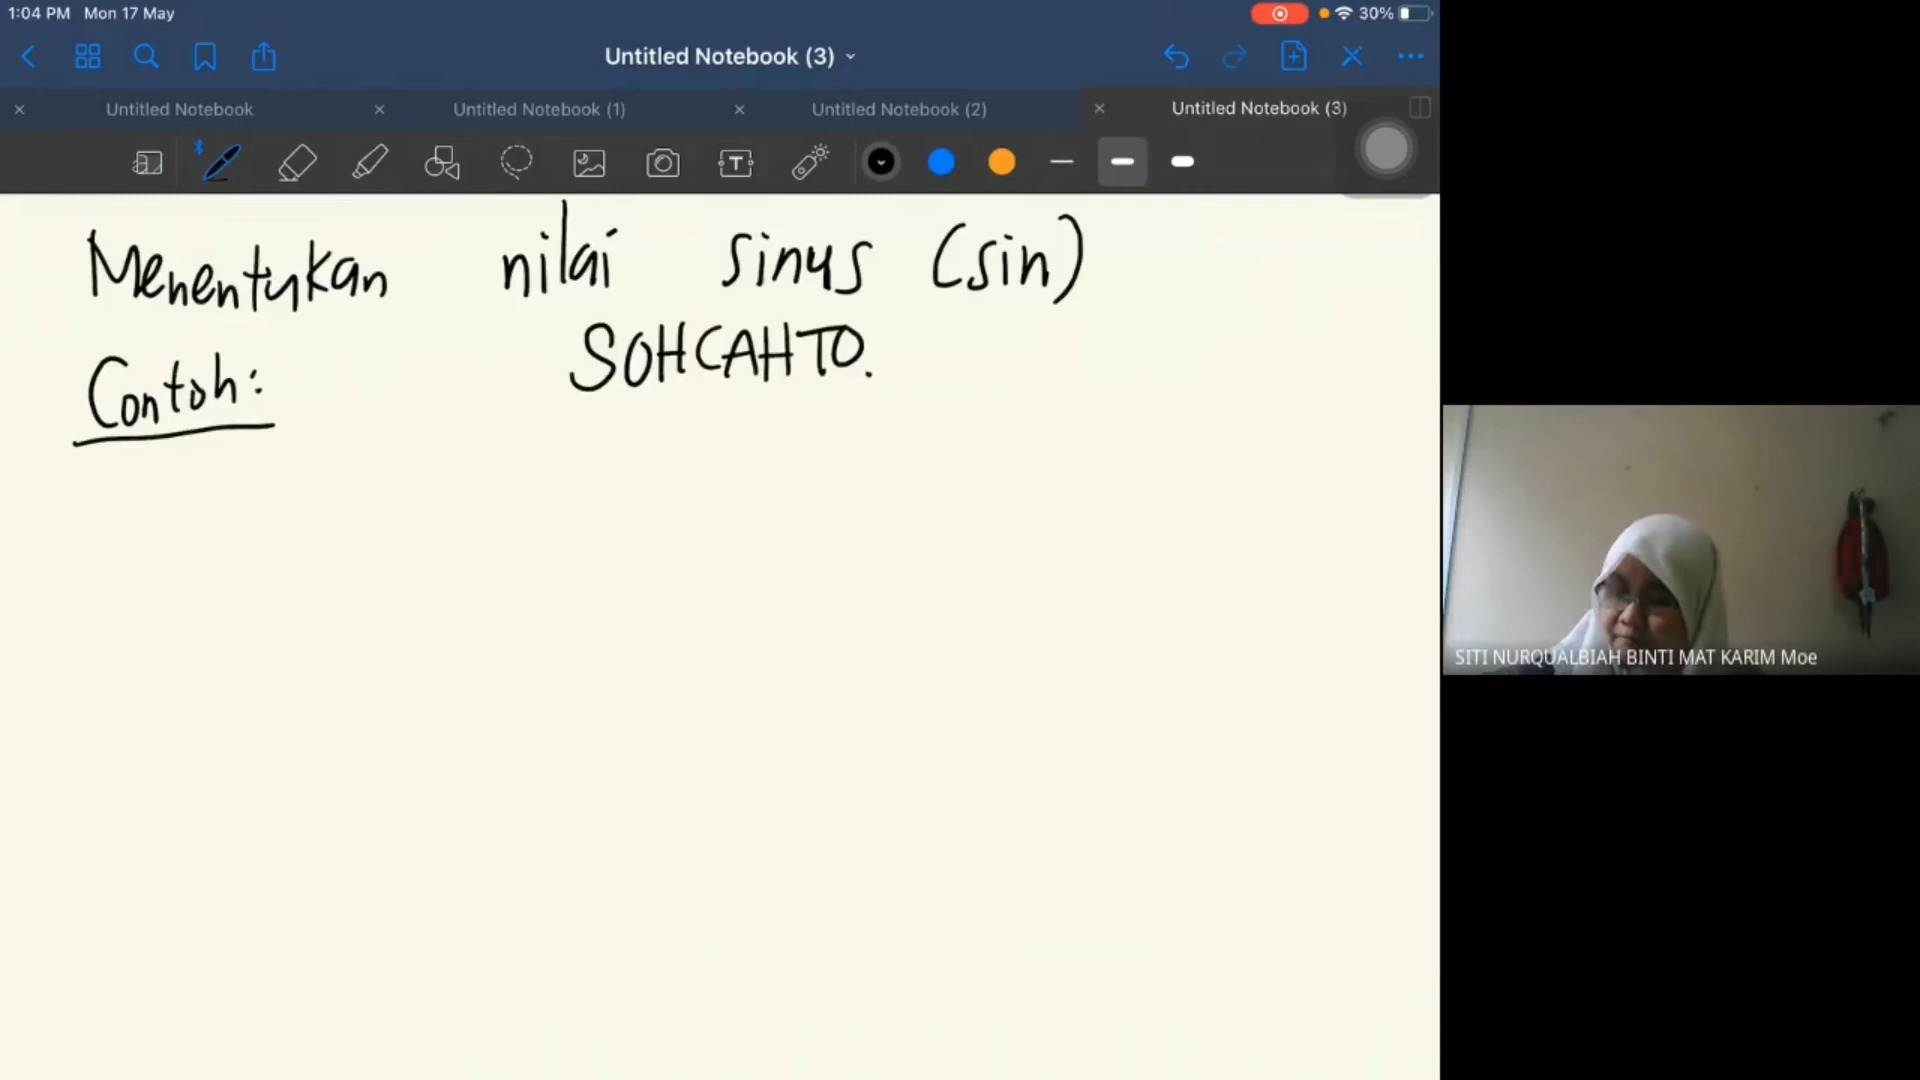 1:04 PM Mon 17 May 30%
Untitled Notebook (3)
Untitled Notebook Untitled Notebook (1) Untitled Notebook (2) Untitled Notebook (3)
T
Menentukan nilai sinus (sin)
SOHCAHTO.
Contoh:
SITI NURQUALBIAH BINTI MAT KARIM Moe